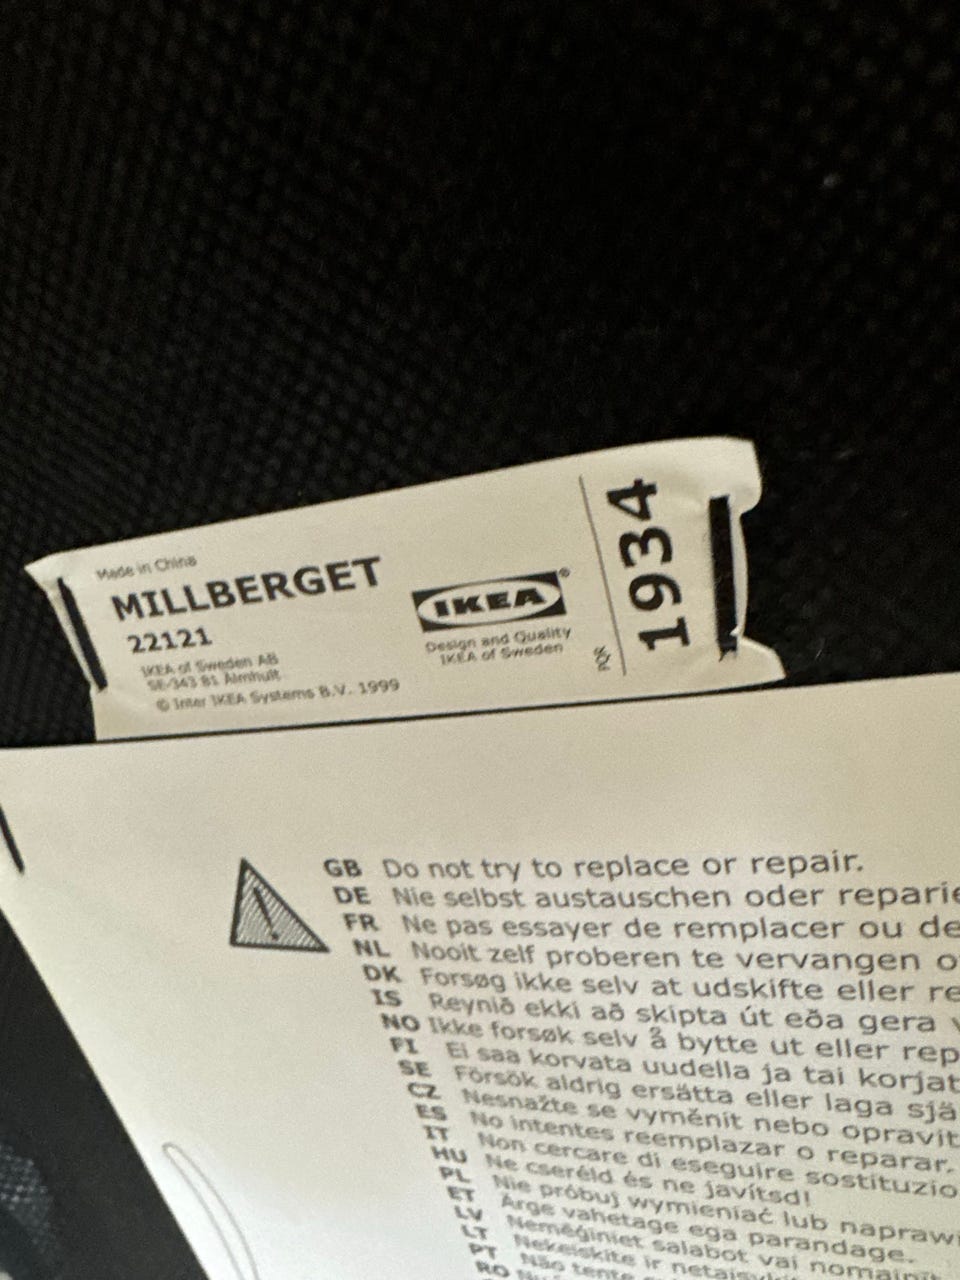 Made in China
MILLBERGET
22121
IKEA of Sweden AB
SE-343 81 Älmhult
© Inter IKEA Systems B.V. 1999
IKEA®
Design and Quality
IKEA of Sweden
1934
GB Do not try to replace or repair.
DE Nie selbst austauschen oder reparie
FR Ne pas essayer de remplacer ou de
NL Nooit zelf proberen te vervangen o
DK Forsøg ikke selv at udskifte eller re
IS Reynið ekki að skipta út eða gera v
NO Ikke forsøk selv å bytte ut eller rep
FI Ei saa korvata uudella ja tai korjat
SE Försök aldrig ersätta eller laga sjä
CZ Nesnažte se vyměnit nebo opravit
ES No intentes reemplazar o reparar.
IT Non cercare di eseguire sostituzio
HU Ne cseréld és ne javítsd!
PL Nie próbuj wymieniać lub naprawi
ET Ärge vahetage ega parandage.
LV Neměģiniet salabot vai nomai
LT Nekeiskite ir netais
PT Não tente
RO